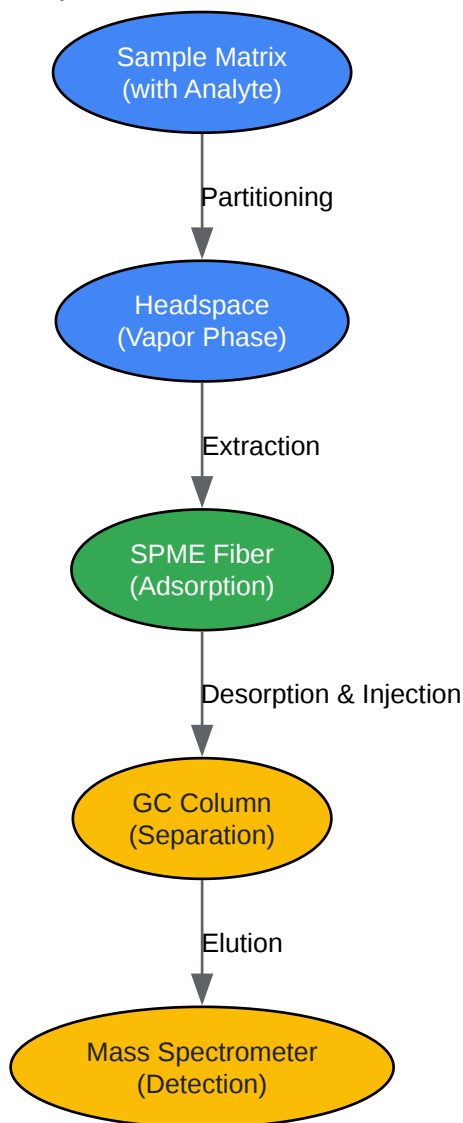 Sample Matrix
(with Analyte)
Partitioning
Headspace
(Vapor Phase)
Extraction
SPME Fiber
(Adsorption)
Desorption & Injection
GC Column
(Separation)
Elution
Mass Spectrometer
(Detection)